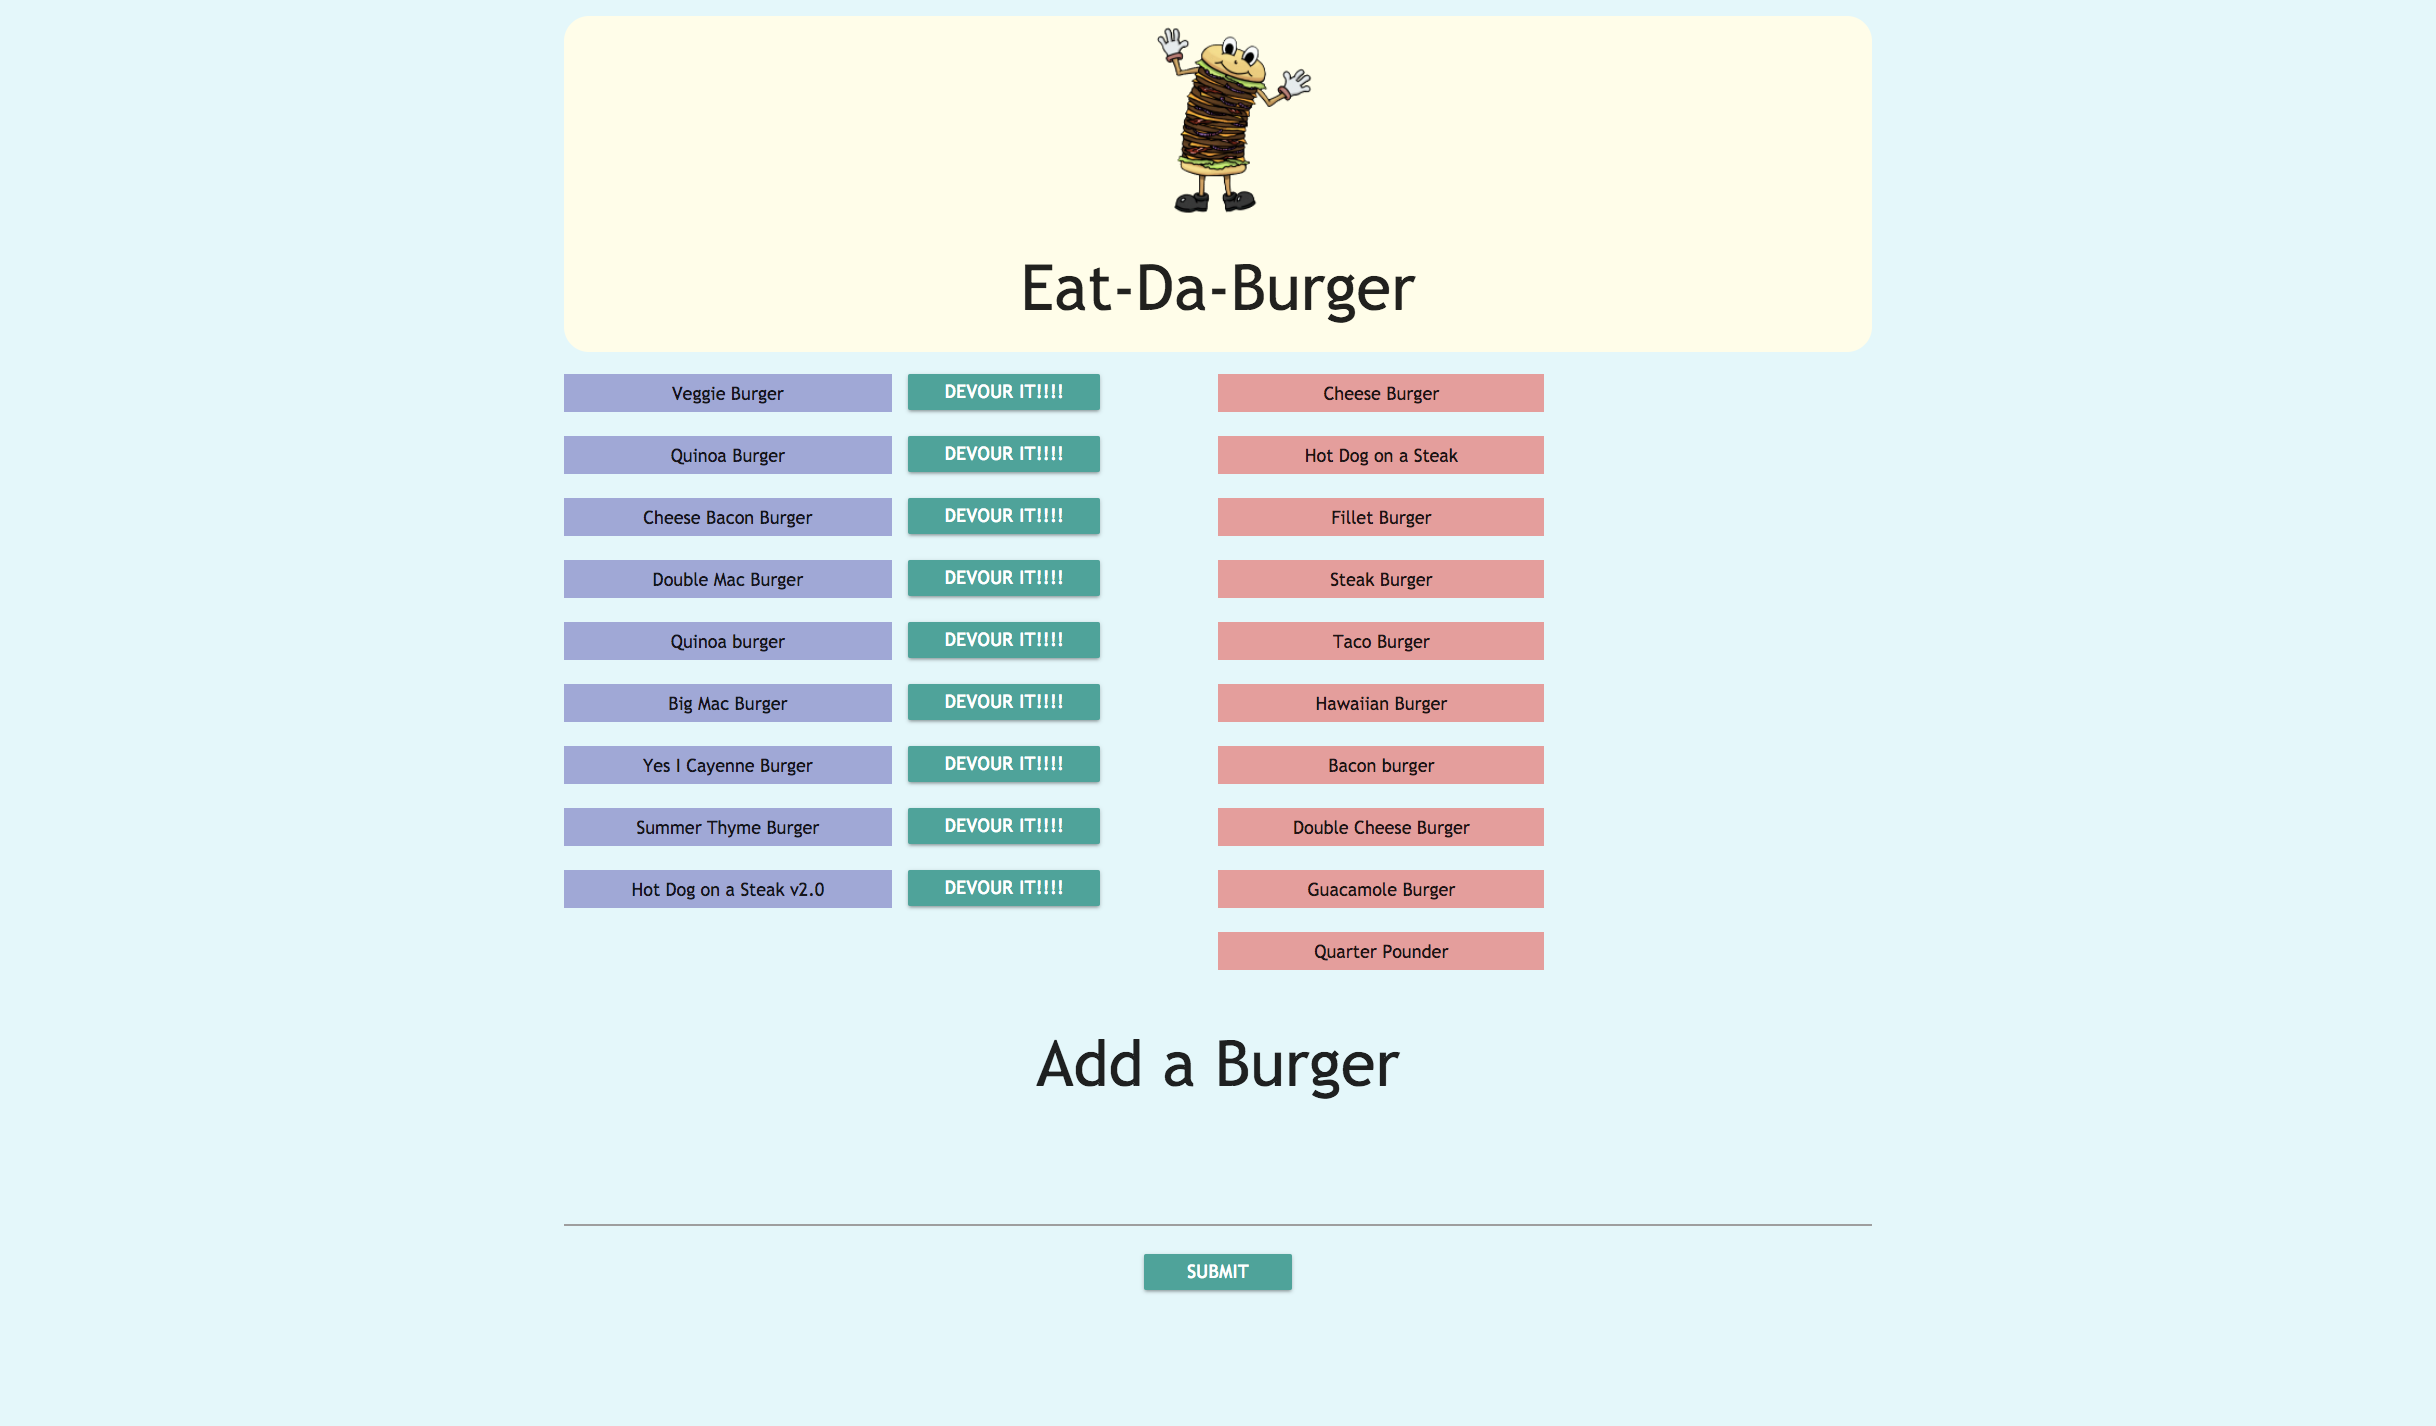 Eat-Da-Burger
Veggie Burger DEVOUR IT!!!! Cheese Burger
Quinoa Burger DEVOUR IT!!!! Hot Dog on a Steak
Cheese Bacon Burger DEVOUR IT!!!! Fillet Burger
Double Mac Burger DEVOUR IT!!!! Steak Burger
Quinoa burger DEVOUR IT!!!! Taco Burger
Big Mac Burger DEVOUR IT!!!! Hawaiian Burger
Yes I Cayenne Burger DEVOUR IT!!!! Bacon burger
Summer Thyme Burger DEVOUR IT!!!! Double Cheese Burger
Hot Dog on a Steak v2.0 DEVOUR IT!!!! Guacamole Burger
Quarter Pounder
Add a Burger
SUBMIT